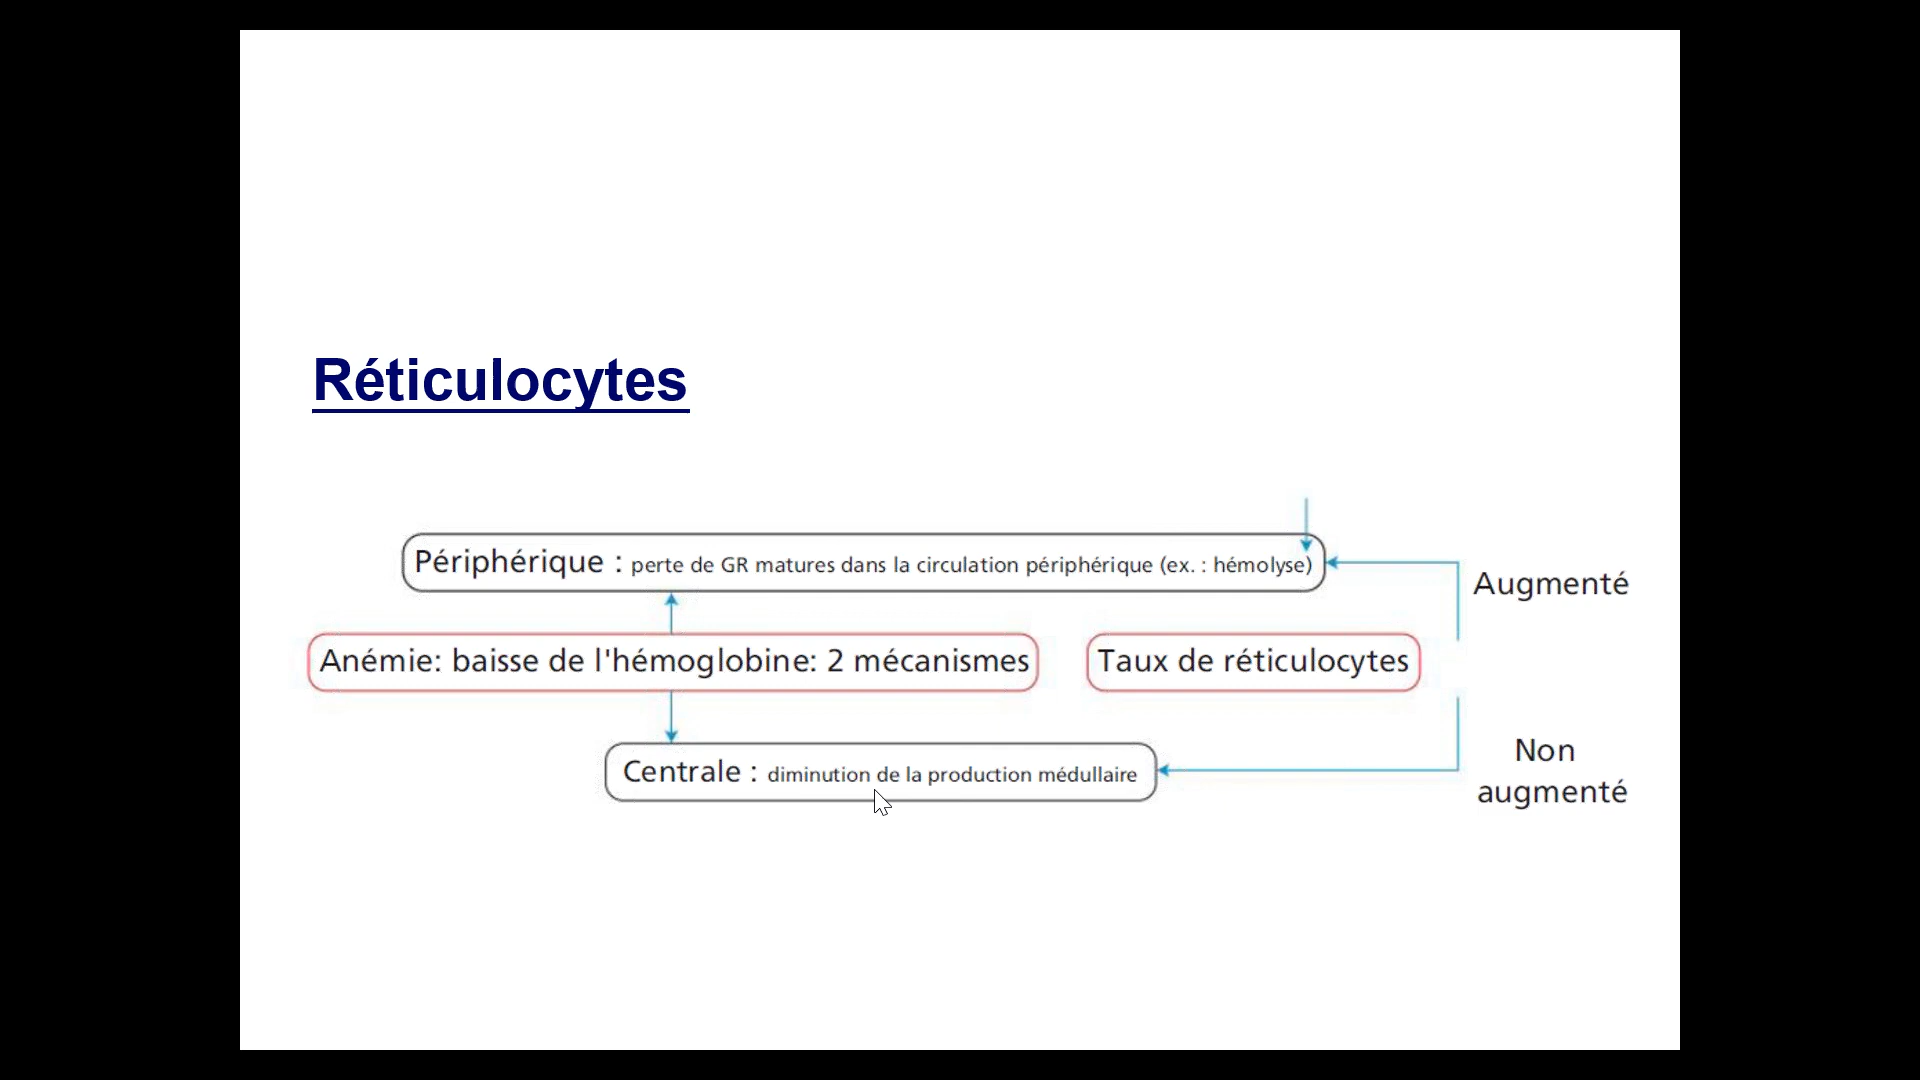 Réticulocytes
Périphérique : perte de GR matures dans la circulation périphérique (ex. : hémolyse)
Augmenté
Anémie: baisse de l'hémoglobine: 2 mécanismes
Taux de réticulocytes
Centrale : diminution de la production médullaire
Non
augmenté